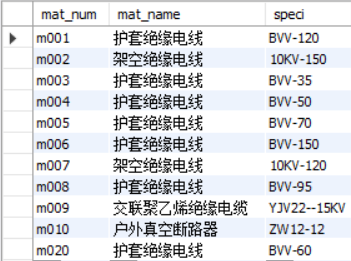 mat_num mat_name speci
m001 护套绝缘电线 BVV-120
m002 架空绝缘电线 10KV-150
m003 护套绝缘电线 BVV-35
m004 护套绝缘电线 BVV-50
m005 护套绝缘电线 BVV-70
m006 护套绝缘电线 BVV-150
m007 架空绝缘电线 10KV-120
m008 护套绝缘电线 BVV-95
m009 交联聚乙烯绝缘电缆 YJV22--15KV
m010 户外真空断路器 ZW12-12
m020 护套绝缘电线 BVV-60